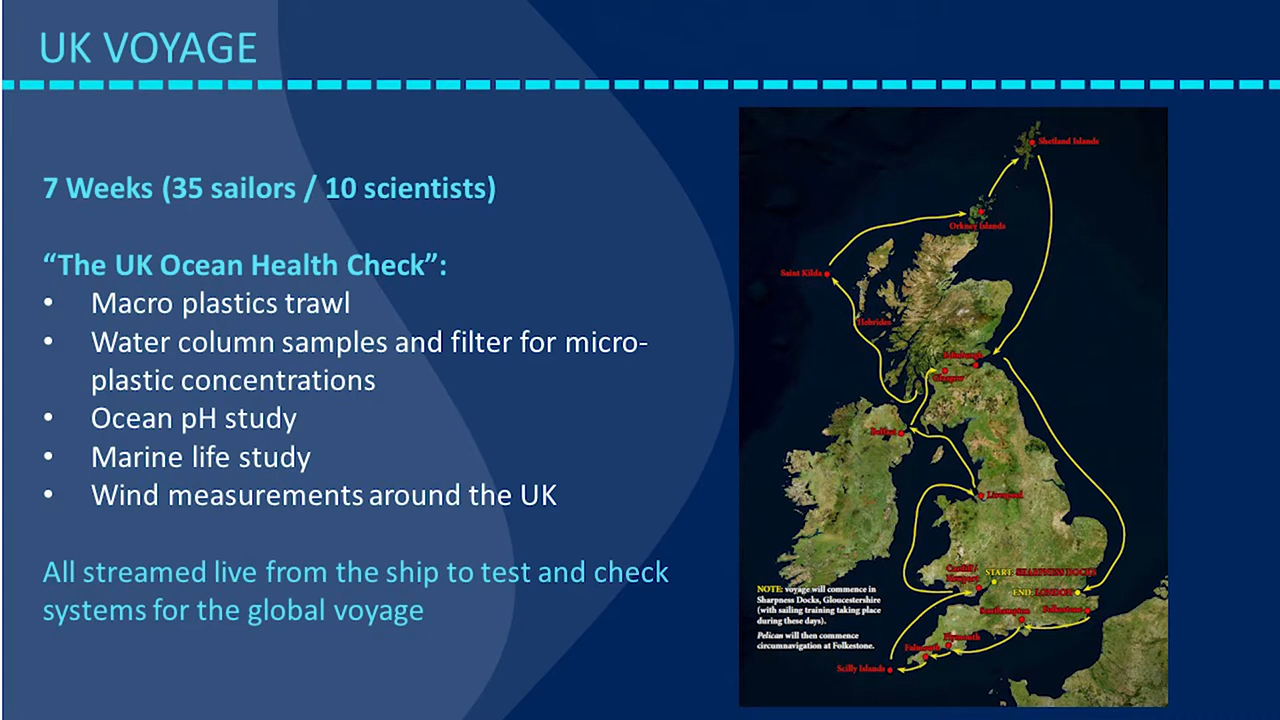 UK VOYAGE
7 Weeks (35 sailors / 10 scientists)
“The UK Ocean Health Check”:
• Macro plastics trawl
• Water column samples and filter for micro-
plastic concentrations
• Ocean pH study
• Marine life study
• Wind measurements around the UK
All streamed live from the ship to test and check
systems for the global voyage
Shetland Islands
Orkney Islands
Saint Kilda
Hebrides
Edinburgh
Glasgow
Belfast
Liverpool
Cardiff/
Newport
START: SHARPNESS DOCKS
END: LONDON
Southampton
Folkestone
Plymouth
Falmouth
Scilly Islands
NOTE: voyage will commence in
Sharpness Docks, Gloucestershire
(with sailing training taking place
during these days).
Pelican will then commence
circumnavigation at Folkestone.